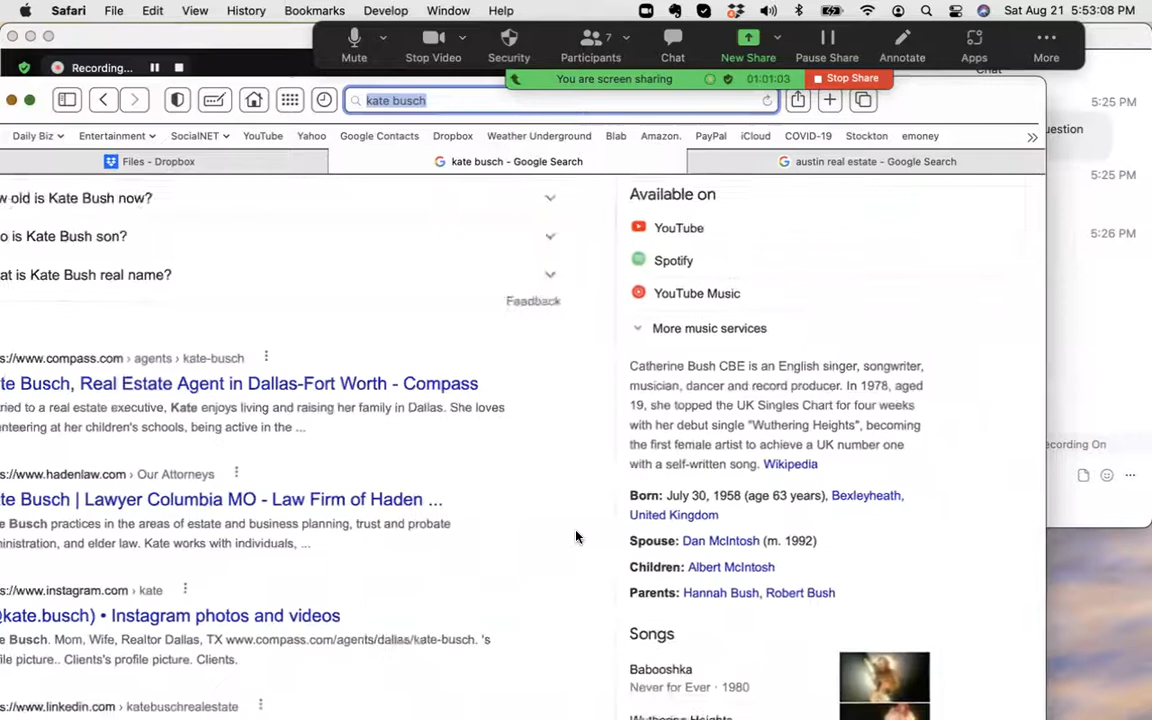 Safari File Edit View History Bookmarks Develop Window Help Sat Aug 21 5:53:08 PM
Mute Stop Video Security Participants 7 Chat New Share Pause Share Annotate Apps More
Recording...
You are screen sharing 01:01:03 Stop Share
Chat
kate busch
5:25 PM
Daily Biz Entertainment SocialNET YouTube Yahoo Google Contacts Dropbox Weather Underground Blab Amazon. PayPal iCloud COVID-19 Stockton emoney
estion
Files - Dropbox
kate busch - Google Search
austin real estate - Google Search
5:25 PM
5:26 PM
w old is Kate Bush now?
o is Kate Bush son?
at is Kate Bush real name?
Feedback
s://www.compass.com › agents › kate-busch
te Busch, Real Estate Agent in Dallas-Fort Worth - Compass
ried to a real estate executive, Kate enjoys living and raising her family in Dallas. She loves
nteering at her children's schools, being active in the ...
s://www.hadenlaw.com › Our Attorneys
te Busch | Lawyer Columbia MO - Law Firm of Haden ...
e Busch practices in the areas of estate and business planning, trust and probate
ministration, and elder law. Kate works with individuals, ...
s://www.instagram.com › kate
kate.busch) • Instagram photos and videos
e Busch. Mom, Wife, Realtor Dallas, TX www.compass.com/agents/dallas/kate-busch. 's
file picture.. Clients's profile picture. Clients.
s://www.linkedin.com › katebuschrealestate
Available on
YouTube
Spotify
YouTube Music
More music services
Catherine Bush CBE is an English singer, songwriter,
musician, dancer and record producer. In 1978, aged
19, she topped the UK Singles Chart for four weeks
with her debut single "Wuthering Heights", becoming
the first female artist to achieve a UK number one
with a self-written song. Wikipedia
Born: July 30, 1958 (age 63 years), Bexleyheath,
United Kingdom
Spouse: Dan McIntosh (m. 1992)
Children: Albert McIntosh
Parents: Hannah Bush, Robert Bush
Songs
Babooshka
Never for Ever · 1980
Wuthering Heights
ecording On